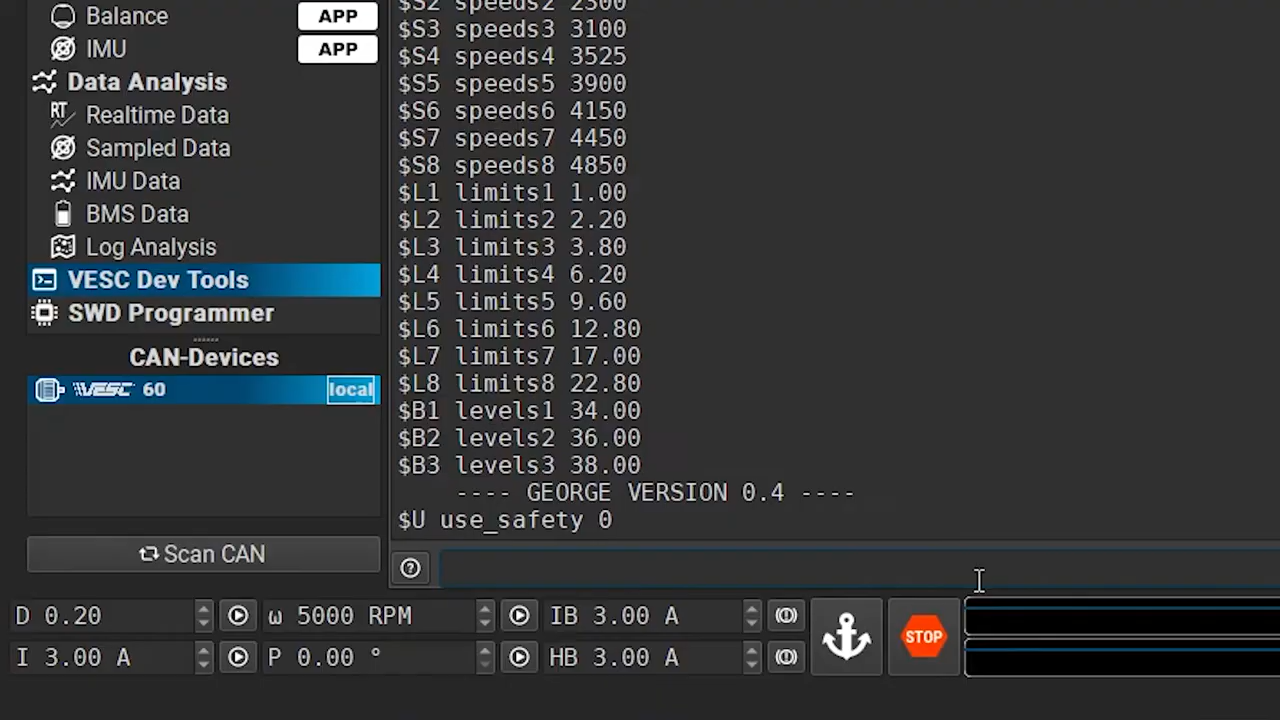 Balance APP
IMU APP
Data Analysis
RT Realtime Data
Sampled Data
IMU Data
BMS Data
Log Analysis
VESC Dev Tools
SWD Programmer
CAN-Devices
VESC 60 local
Scan CAN
$S2 speeds2 2300
$S3 speeds3 3100
$S4 speeds4 3525
$S5 speeds5 3900
$S6 speeds6 4150
$S7 speeds7 4450
$S8 speeds8 4850
$L1 limits1 1.00
$L2 limits2 2.20
$L3 limits3 3.80
$L4 limits4 6.20
$L5 limits5 9.60
$L6 limits6 12.80
$L7 limits7 17.00
$L8 limits8 22.80
$B1 levels1 34.00
$B2 levels2 36.00
$B3 levels3 38.00
---- GEORGE VERSION 0.4 ----
$U use_safety 0
D 0.20 ω 5000 RPM IB 3.00 A
I 3.00 A P 0.00 ° HB 3.00 A
STOP